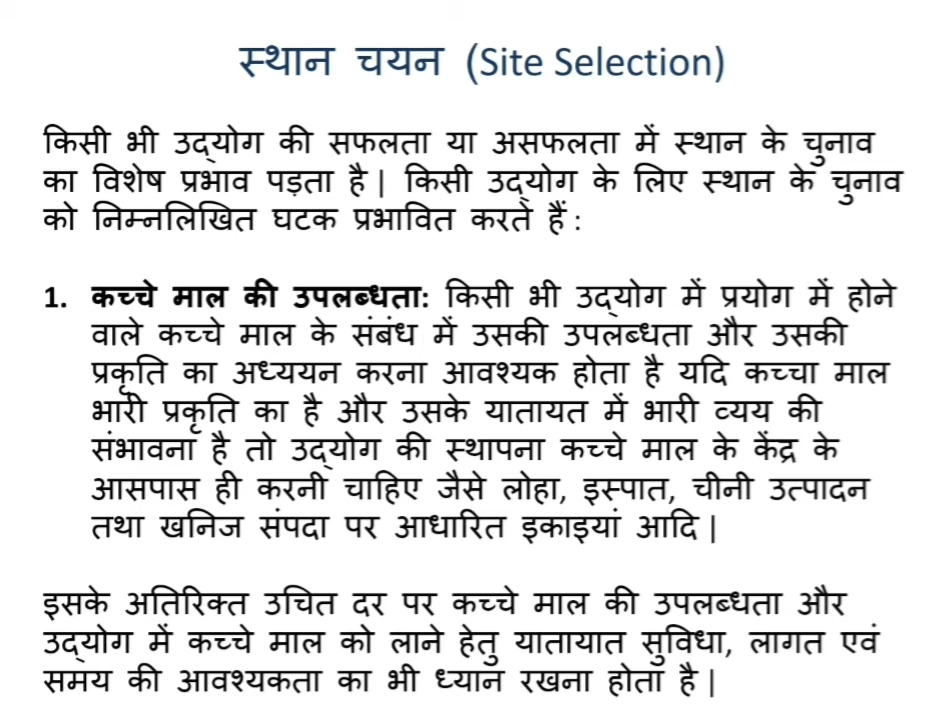 स्थान चयन (Site Selection)
किसी भी उद्योग की सफलता या असफलता में स्थान के चुनाव
का विशेष प्रभाव पड़ता है| किसी उद्योग के लिए स्थान के चुनाव
को निम्नलिखित घटक प्रभावित करते हैं :
1. कच्चे माल की उपलब्धता: किसी भी उद्योग में प्रयोग में होने
वाले कच्चे माल के संबंध में उसकी उपलब्धता और उसकी
प्रकृति का अध्ययन करना आवश्यक होता है यदि कच्चा माल
भारी प्रकृति का है और उसके यातायत में भारी व्यय की
संभावना है तो उद्योग की स्थापना कच्चे माल के केंद्र के
आसपास ही करनी चाहिए जैसे लोहा, इस्पात, चीनी उत्पादन
तथा खनिज संपदा पर आधारित इकाइयां आदि|
इसके अतिरिक्त उचित दर पर कच्चे माल की उपलब्धता और
उद्योग में कच्चे माल को लाने हेतु यातायात सुविधा, लागत एवं
समय की आवश्यकता का भी ध्यान रखना होता है|